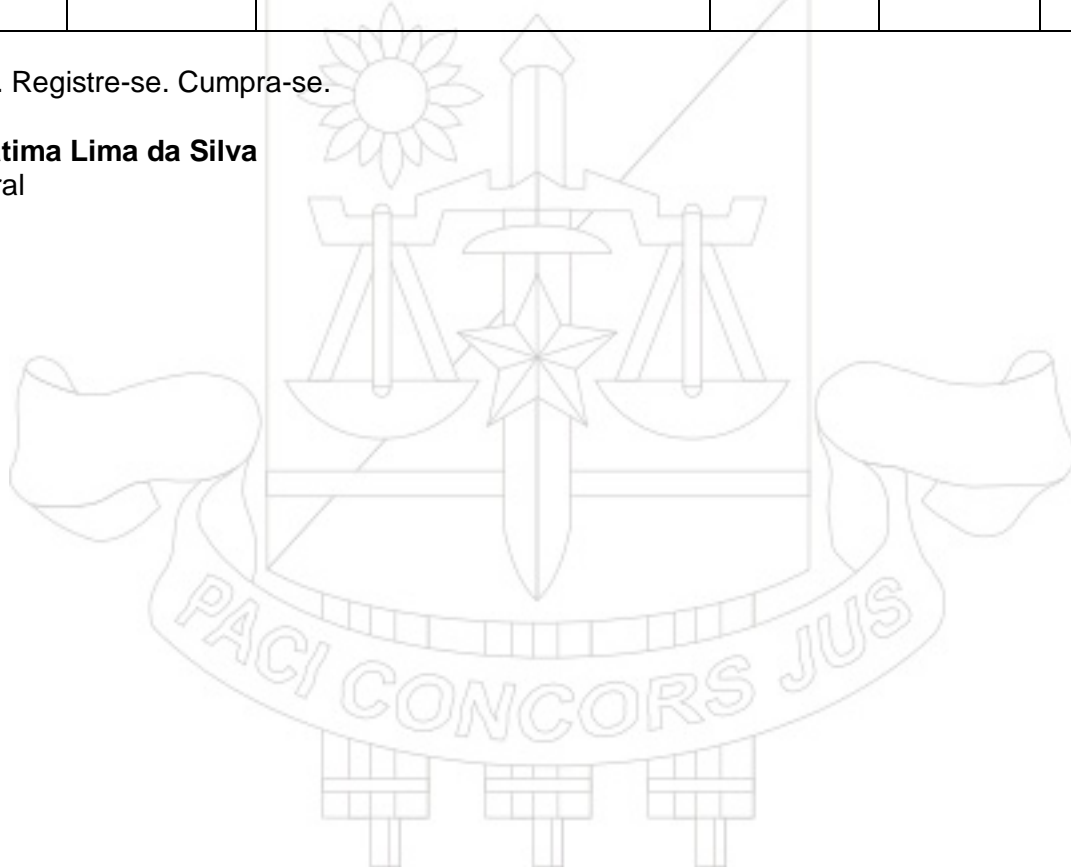 . Registre-se. Cumpra-se.
tima Lima da Silva
ral
PACI CONCORS JUS